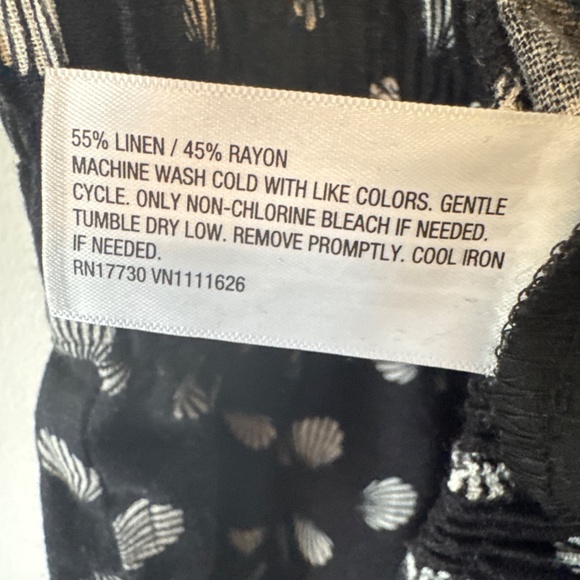 55% LINEN / 45% RAYON
MACHINE WASH COLD WITH LIKE COLORS. GENTLE
CYCLE. ONLY NON-CHLORINE BLEACH IF NEEDED.
TUMBLE DRY LOW. REMOVE PROMPTLY. COOL IRON
IF NEEDED.
RN17730 VN1111626